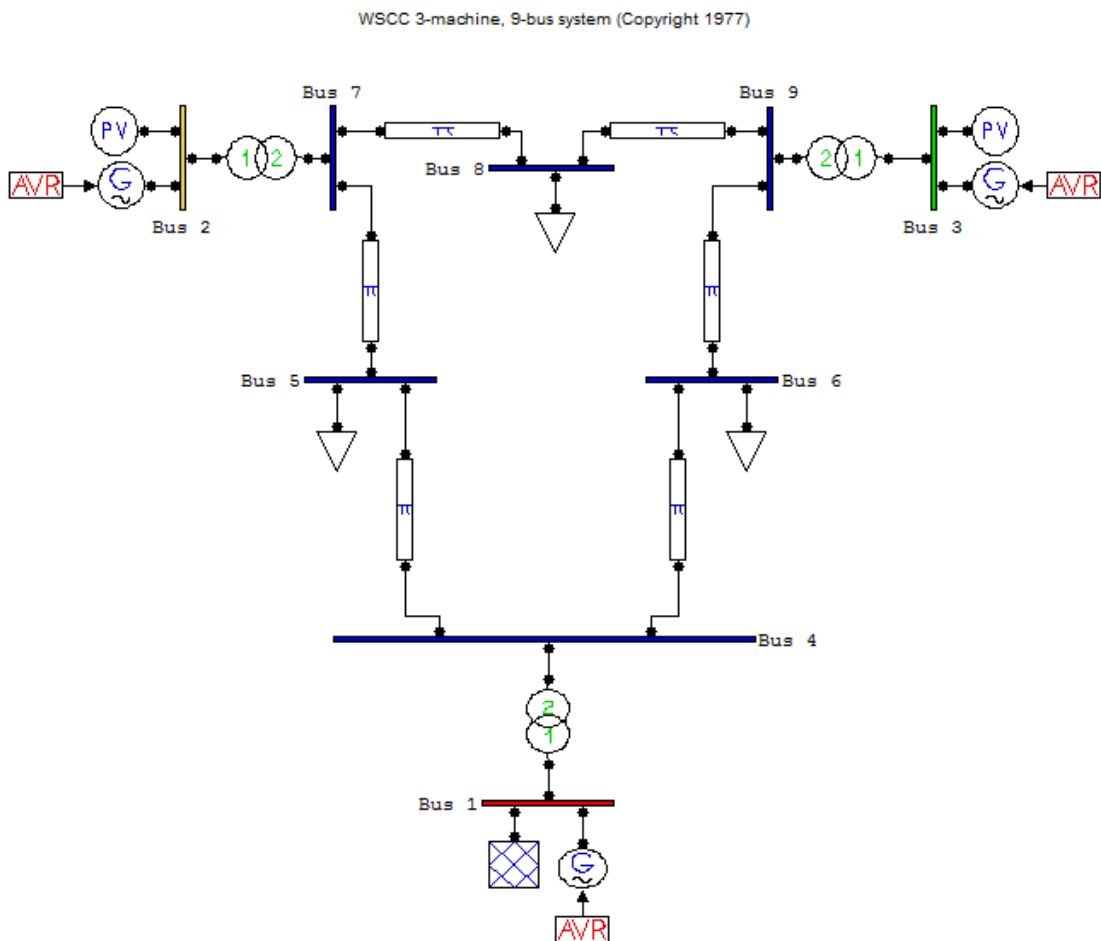 WSCC 3-machine, 9-bus system (Copyright 1977)
Bus 7
Bus 9
PV
π
π
PV
1 2
2 1
Bus 8
AVR
G
G
AVR
Bus 2
Bus 3
π
π
Bus 5
Bus 6
π
π
Bus 4
2
1
Bus 1
G
AVR